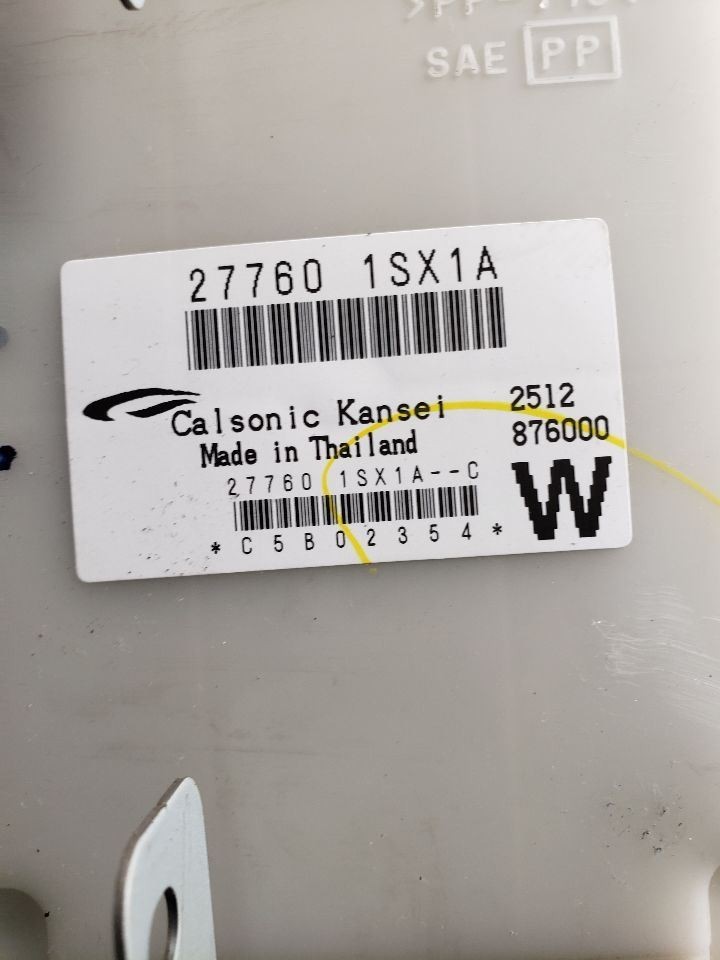 SAE PP
27760 1SX1A
Calsonic Kansei 2512
Made in Thailand 876000
27760 1SX1A--C
W
*C5B02354*